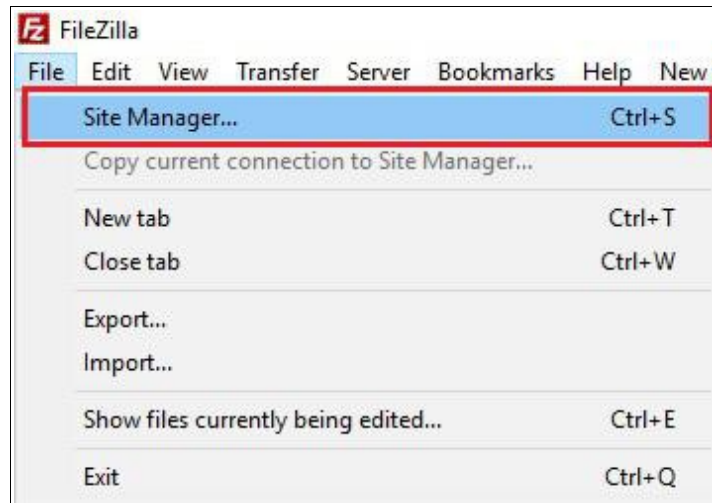 Fz FileZilla
File Edit View Transfer Server Bookmarks Help New
Site Manager... Ctrl+S
Copy current connection to Site Manager...
New tab Ctrl+T
Close tab Ctrl+W
Export...
Import...
Show files currently being edited... Ctrl+E
Exit Ctrl+Q